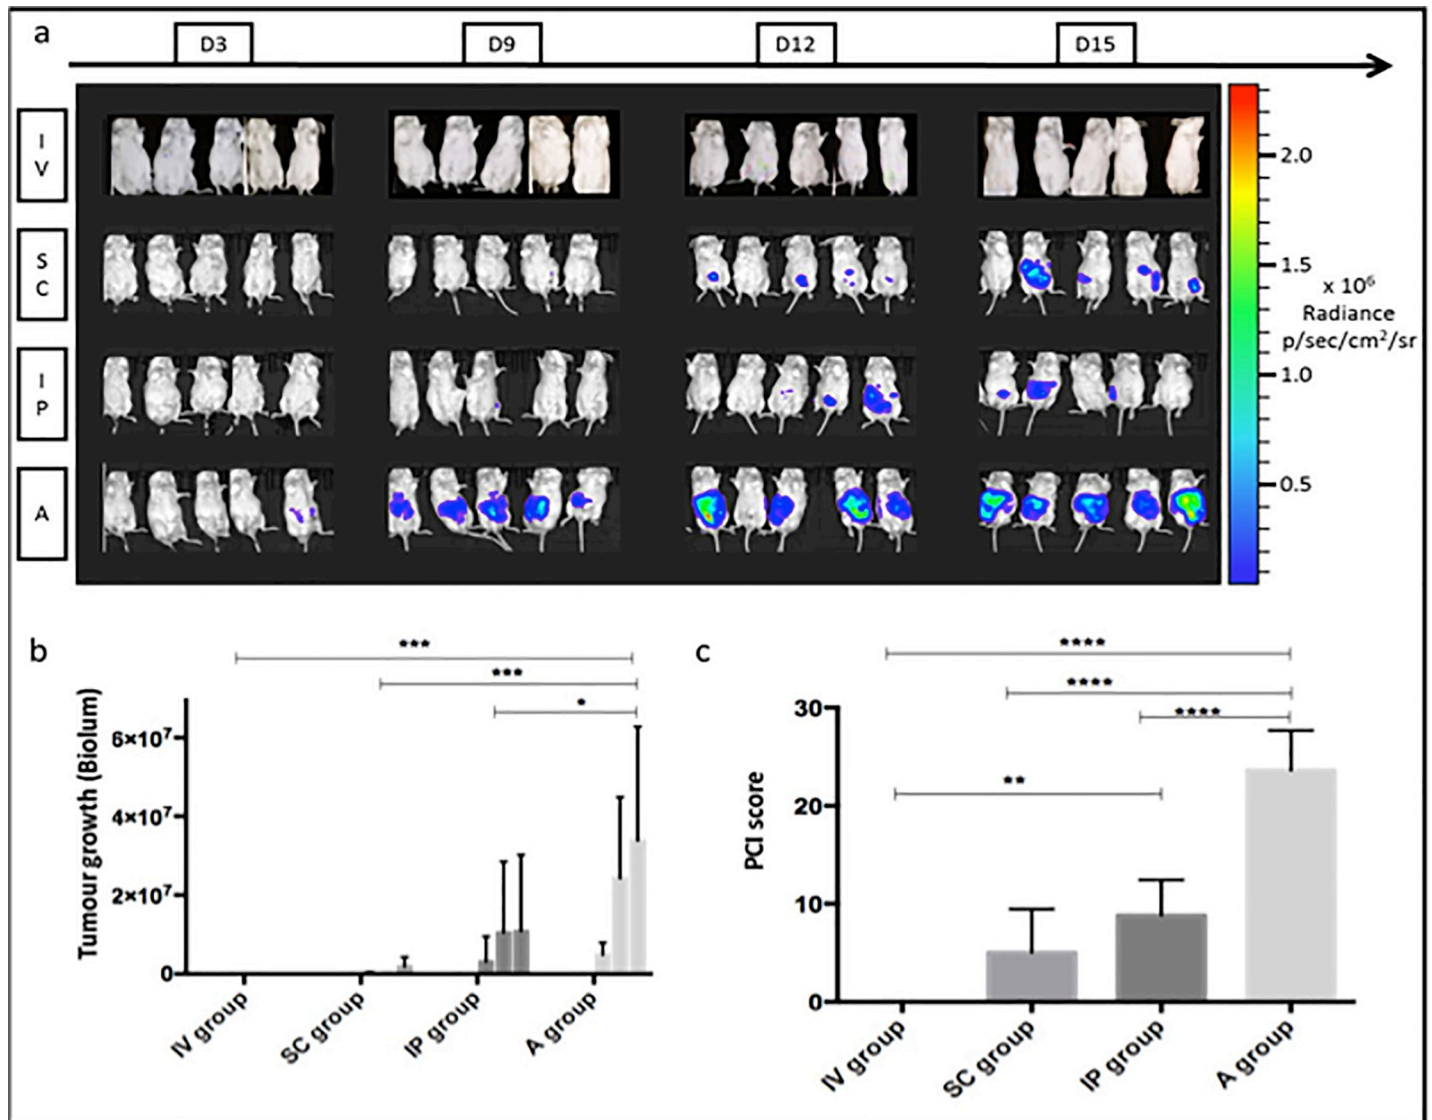 a
D3
D9
D12
D15
I
V
S
C
I
P
A
2.0
1.5
1.0
0.5
x 10⁶
Radiance
p/sec/cm²/sr
b
***
***
*
Tumour growth (Biolum)
6×10⁷
4×10⁷
2×10⁷
0
IV group
SC group
IP group
A group
c
****
****
****
**
PCI score
30
20
10
0
IV group
SC group
IP group
A group